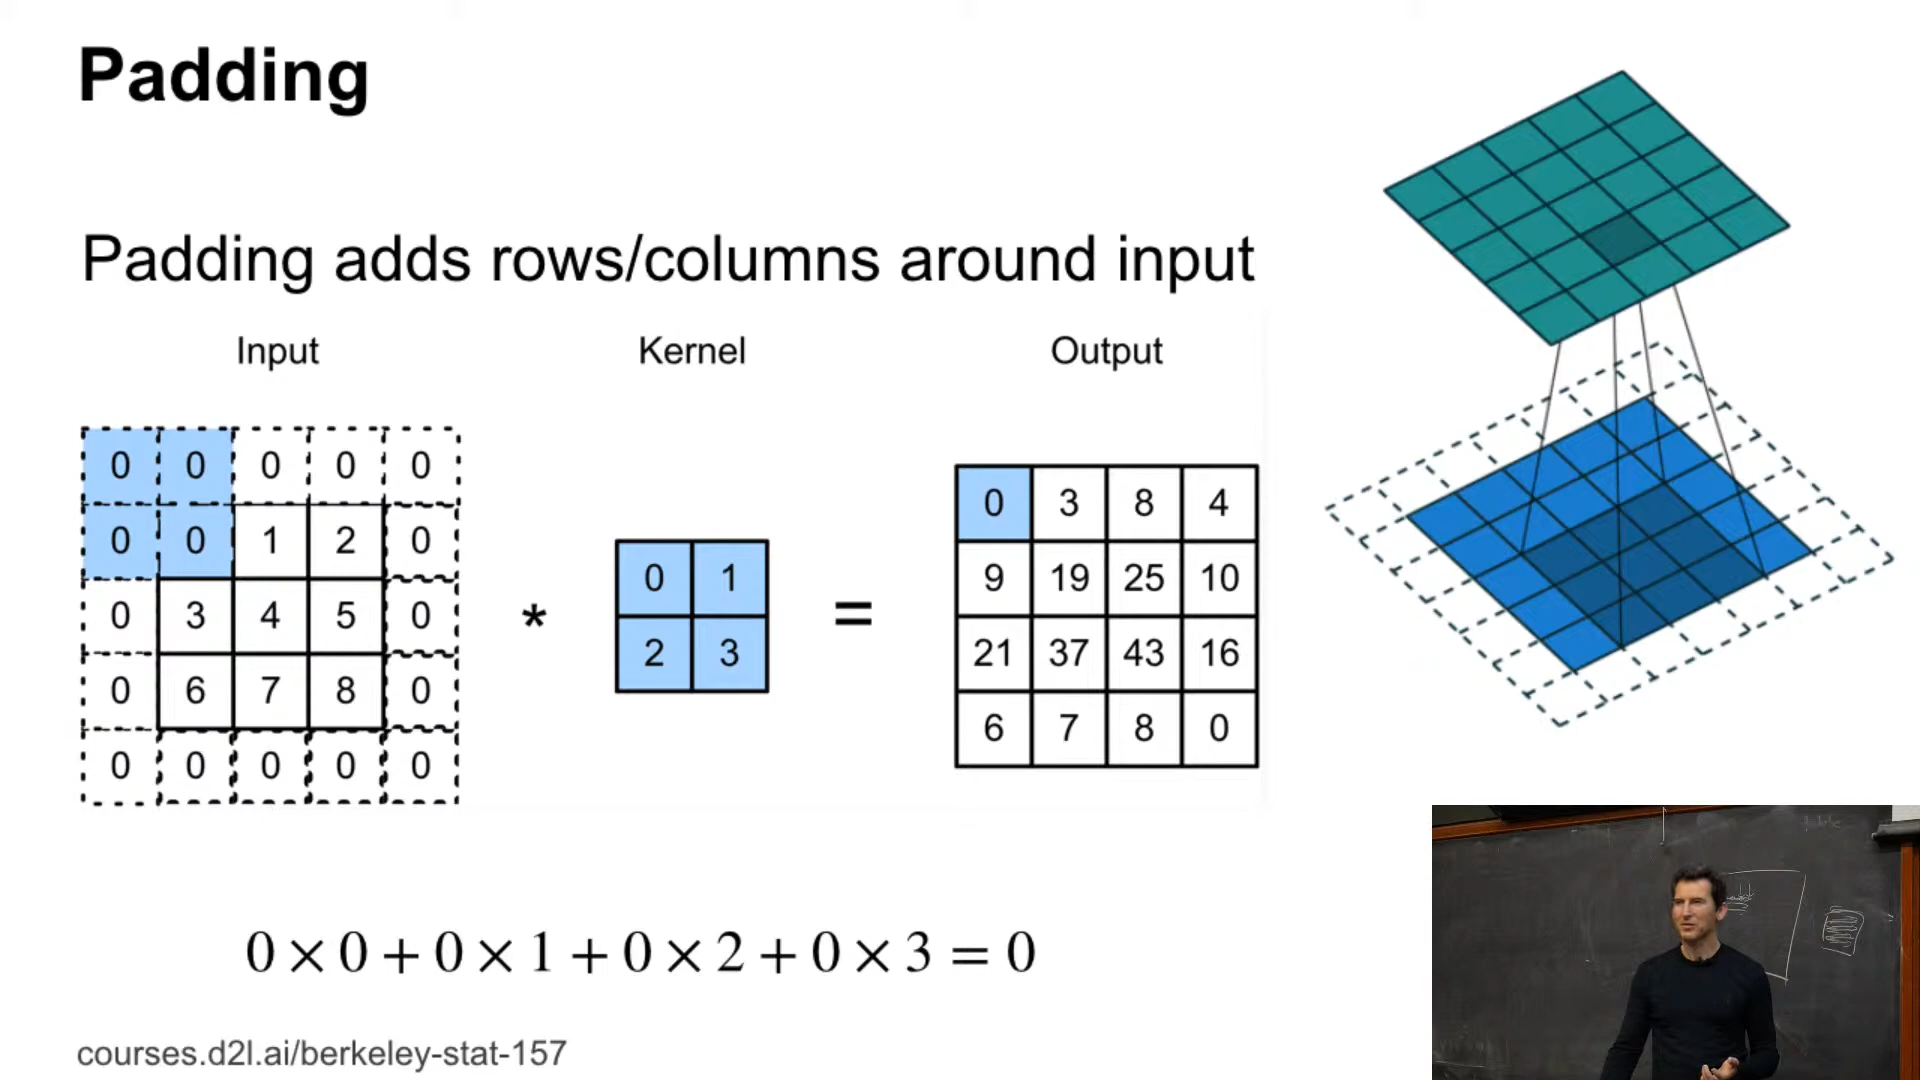 Padding
Padding adds rows/columns around input
Input Kernel Output
0 0 0 0 0
0 0 1 2 0
0 3 4 5 0
0 6 7 8 0
0 0 0 0 0
*
0 1
2 3
=
0 3 8 4
9 19 25 10
21 37 43 16
6 7 8 0
0 × 0 + 0 × 1 + 0 × 2 + 0 × 3 = 0
courses.d2l.ai/berkeley-stat-157